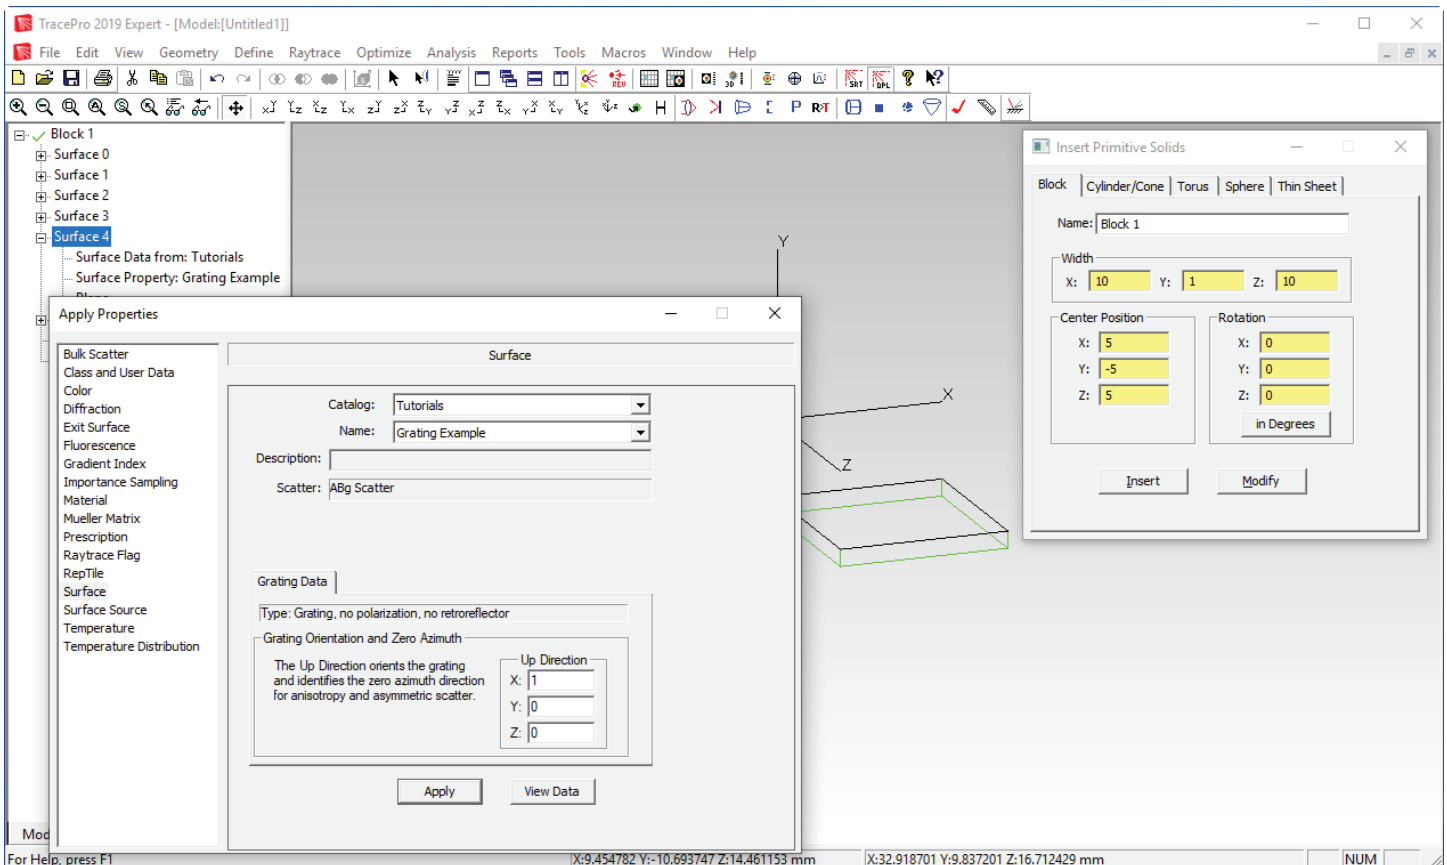 TracePro 2019 Expert - [Model:[Untitled1]]
File Edit View Geometry Define Raytrace Optimize Analysis Reports Tools Macros Window Help
Block 1
Surface 0
Surface 1
Surface 2
Surface 3
Surface 4
Surface Data from: Tutorials
Surface Property: Grating Example
Y
X
Z
Apply Properties
Bulk Scatter
Class and User Data
Color
Diffraction
Exit Surface
Fluorescence
Gradient Index
Importance Sampling
Material
Mueller Matrix
Prescription
Raytrace Flag
RepTile
Surface
Surface Source
Temperature
Temperature Distribution
Surface
Catalog: Tutorials
Name: Grating Example
Description:
Scatter: ABg Scatter
Grating Data
Type: Grating, no polarization, no retroreflector
Grating Orientation and Zero Azimuth
The Up Direction orients the grating
and identifies the zero azimuth direction
for anisotropy and asymmetric scatter.
Up Direction
X: 1
Y: 0
Z: 0
Apply View Data
Insert Primitive Solids
Block Cylinder/Cone Torus Sphere Thin Sheet
Name: Block 1
Width
X: 10 Y: 1 Z: 10
Center Position Rotation
X: 5 X: 0
Y: -5 Y: 0
Z: 5 Z: 0
in Degrees
Insert Modify
Mod
For Help, press F1 X:9.454782 Y:-10.693747 Z:14.461153 mm X:32.918701 Y:9.837201 Z:16.712429 mm NUM